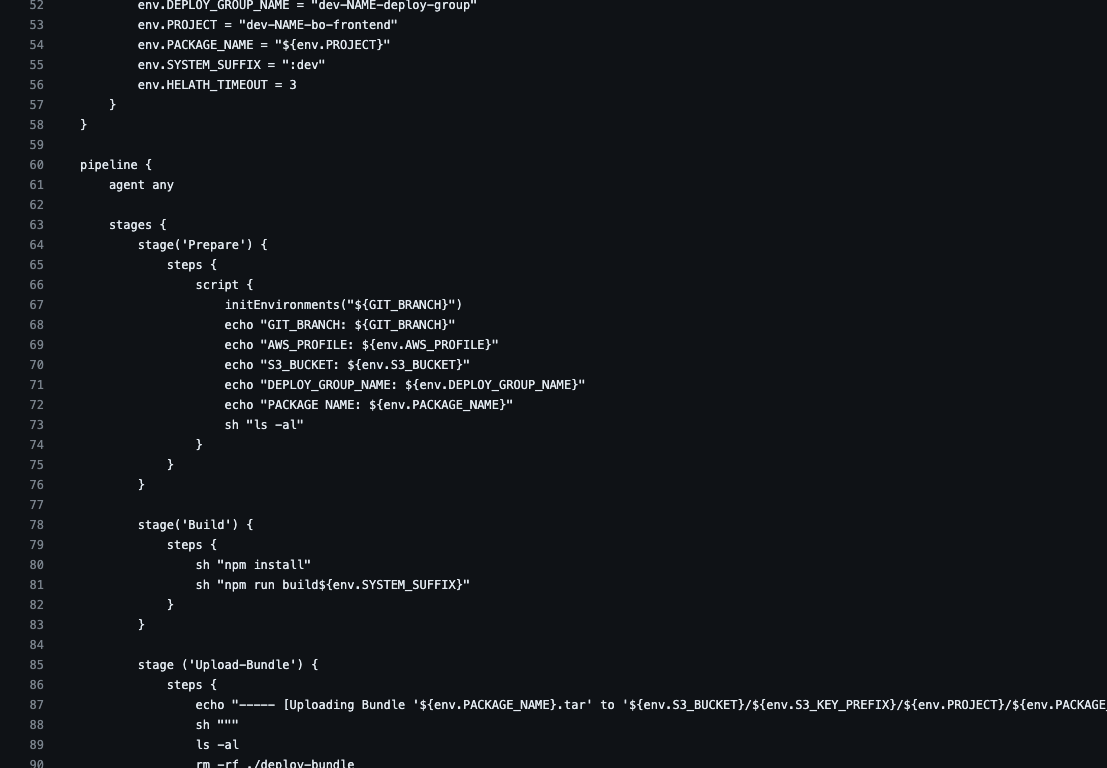 52 env.DEPLOY_GROUP_NAME = "dev-NAME-deploy-group"
53 env.PROJECT = "dev-NAME-bo-frontend"
54 env.PACKAGE_NAME = "${env.PROJECT}"
55 env.SYSTEM_SUFFIX = ":dev"
56 env.HELATH_TIMEOUT = 3
57 }
58 }
59
60 pipeline {
61 agent any
62
63 stages {
64 stage('Prepare') {
65 steps {
66 script {
67 initEnvironments("${GIT_BRANCH}")
68 echo "GIT_BRANCH: ${GIT_BRANCH}"
69 echo "AWS_PROFILE: ${env.AWS_PROFILE}"
70 echo "S3_BUCKET: ${env.S3_BUCKET}"
71 echo "DEPLOY_GROUP_NAME: ${env.DEPLOY_GROUP_NAME}"
72 echo "PACKAGE NAME: ${env.PACKAGE_NAME}"
73 sh "ls -al"
74 }
75 }
76 }
77
78 stage('Build') {
79 steps {
80 sh "npm install"
81 sh "npm run build${env.SYSTEM_SUFFIX}"
82 }
83 }
84
85 stage ('Upload-Bundle') {
86 steps {
87 echo "----- [Uploading Bundle '${env.PACKAGE_NAME}.tar' to '${env.S3_BUCKET}/${env.S3_KEY_PREFIX}/${env.PROJECT}/${env.PACKAGE_
88 sh """
89 ls -al
90 rm -rf ./deploy-bundle